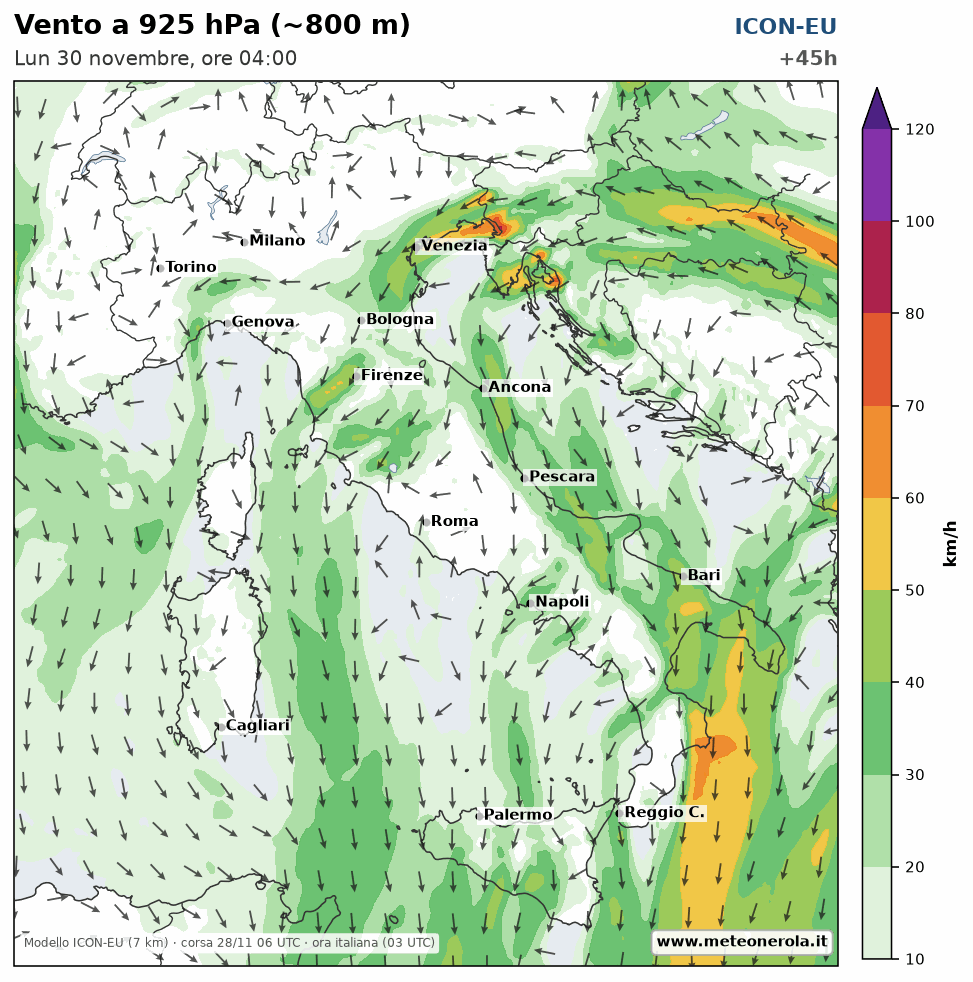 Vento a 925 hPa (~800 m)
ICON-EU
Lun 30 novembre, ore 04:00
+45h
Milano
Venezia
Torino
Genova
Bologna
Firenze
Ancona
Pescara
Roma
Bari
Napoli
Cagliari
Palermo
Reggio C.
120
100
80
70
60
50
40
30
20
10
km/h
Modello ICON-EU (7 km) · corsa 28/11 06 UTC · ora italiana (03 UTC)
www.meteonerola.it